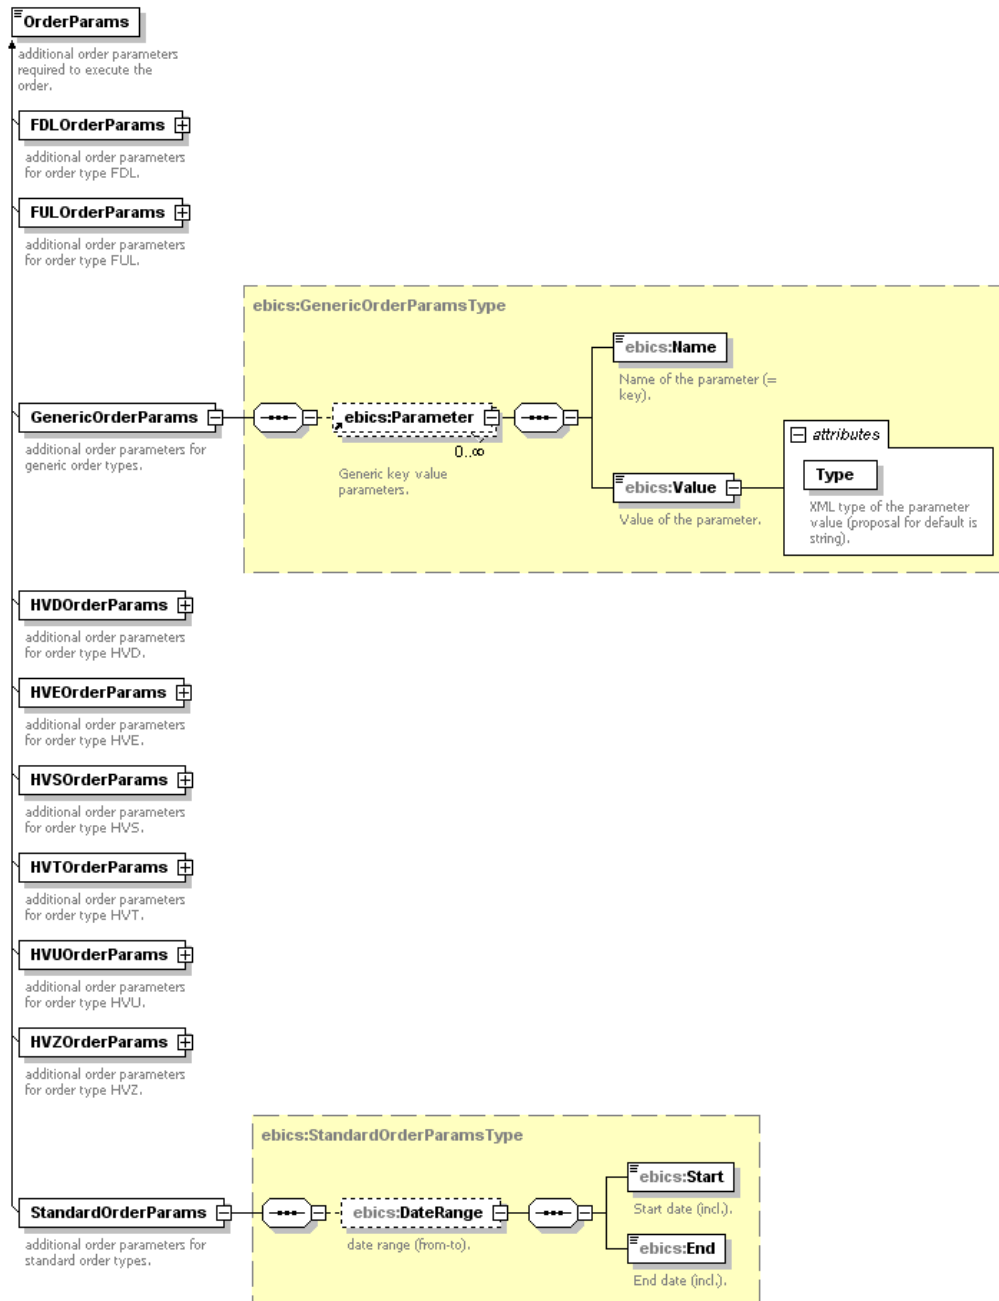 OrderParams
additional order parameters
required to execute the
order.
FDLOrderParams
additional order parameters
for order type FDL.
FULOrderParams
additional order parameters
for order type FUL.
ebics:GenericOrderParamsType
ebics:Name
Name of the parameter (=
key).
GenericOrderParams
additional order parameters for
generic order types.
ebics:Parameter
0..∞
Generic key value
parameters.
attributes
Type
XML type of the parameter
value (proposal for default is
string).
ebics:Value
Value of the parameter.
HVDOrderParams
additional order parameters
for order type HVD.
HVEOrderParams
additional order parameters
for order type HVE.
HVSOrderParams
additional order parameters
for order type HVS.
HVTOrderParams
additional order parameters
for order type HVT.
HVUOrderParams
additional order parameters
for order type HVU.
HVZOrderParams
additional order parameters
for order type HVZ.
ebics:StandardOrderParamsType
ebics:Start
Start date (incl.).
StandardOrderParams
additional order parameters for
standard order types.
ebics:DateRange
date range (from-to).
ebics:End
End date (incl.).